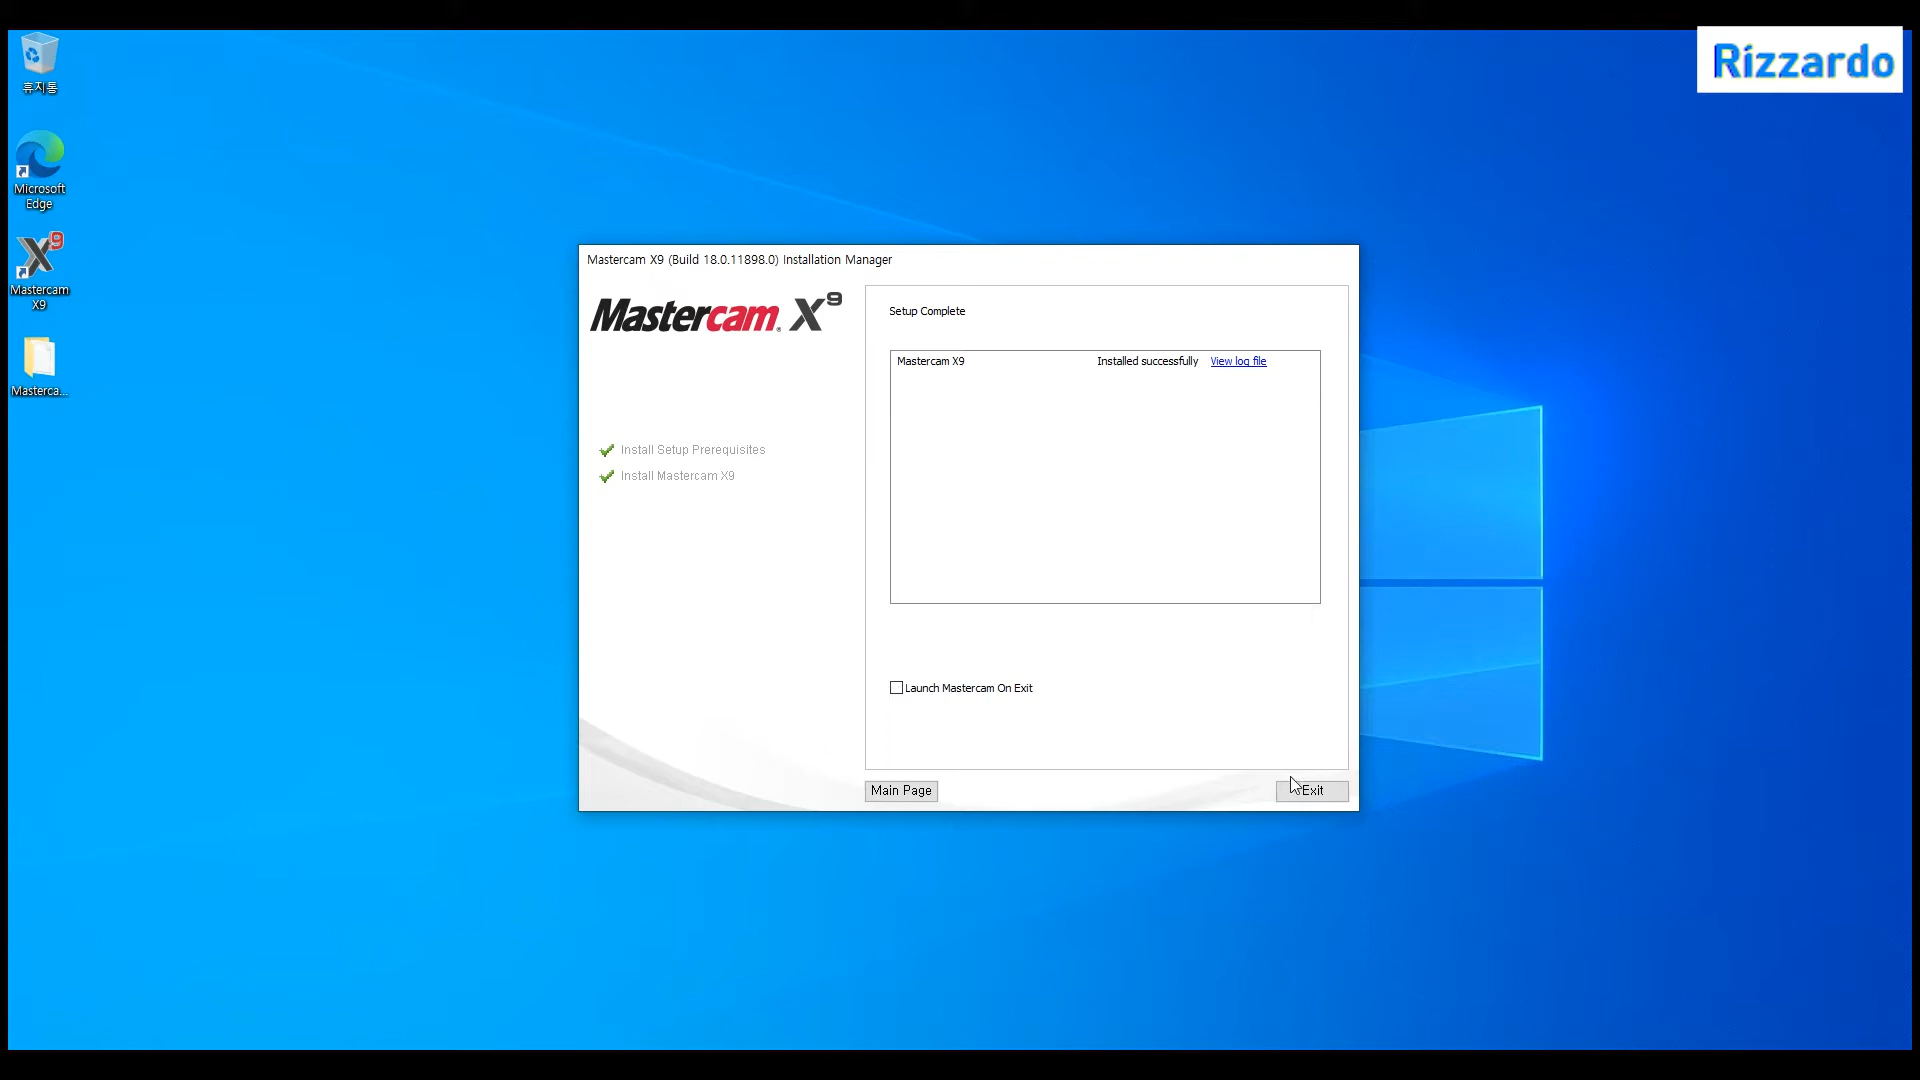 휴지통
Microsoft
Edge
Mastercam
X9
Masterca...
Rizzardo
Mastercam X9 (Build 18.0.11898.0) Installation Manager
Mastercam X9
Install Setup Prerequisites
Install Mastercam X9
Setup Complete
Mastercam X9 Installed successfully View log file
Launch Mastercam On Exit
Main Page
Exit